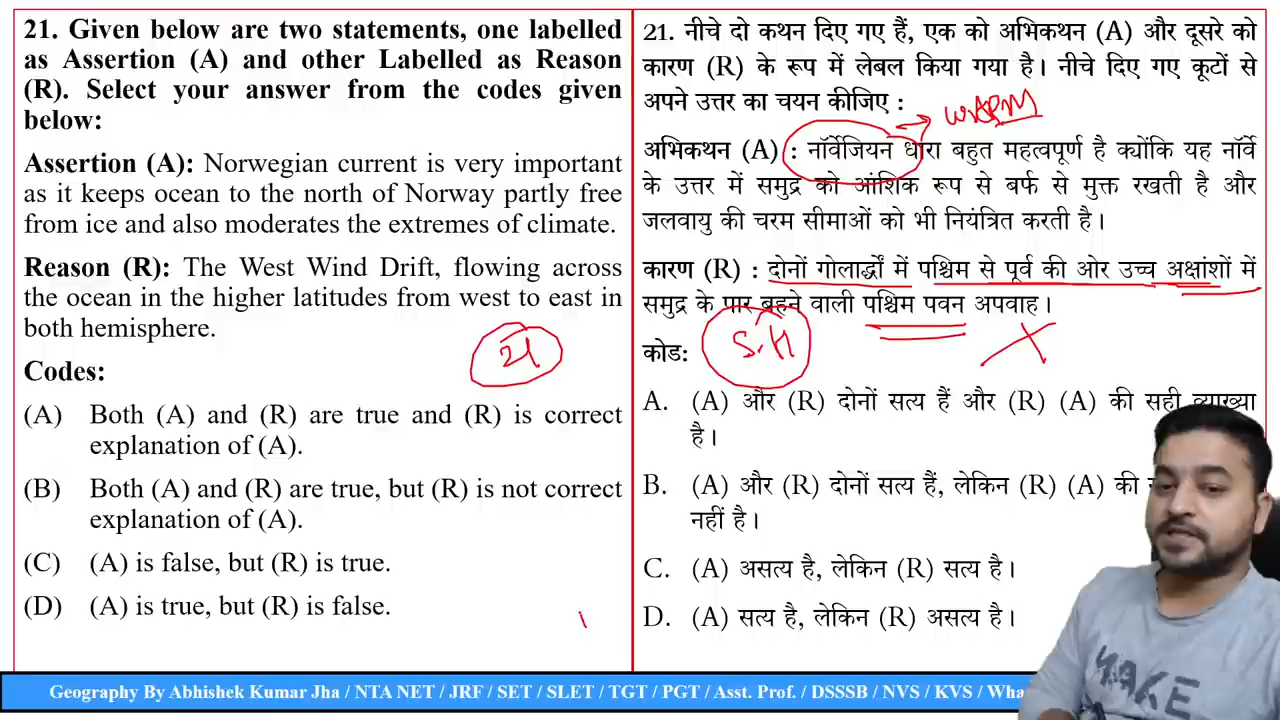 21. Given below are two statements, one labelled
as Assertion (A) and other Labelled as Reason
(R). Select your answer from the codes given
below:
Assertion (A): Norwegian current is very important
as it keeps ocean to the north of Norway partly free
from ice and also moderates the extremes of climate.
Reason (R): The West Wind Drift, flowing across
the ocean in the higher latitudes from west to east in
both hemisphere.
21
Codes:
(A) Both (A) and (R) are true and (R) is correct
explanation of (A).
(B) Both (A) and (R) are true, but (R) is not correct
explanation of (A).
(C) (A) is false, but (R) is true.
(D) (A) is true, but (R) is false.
21. नीचे दो कथन दिए गए हैं, एक को अभिकथन (A) और दूसरे को
कारण (R) के रूप में लेबल किया गया है। नीचे दिए गए कूटों से
अपने उत्तर का चयन कीजिए :
WARM
अभिकथन (A) : नॉर्वेजियन धारा बहुत महत्वपूर्ण है क्योंकि यह नॉर्वे
के उत्तर में समुद्र को आंशिक रूप से बर्फ से मुक्त रखती है और
जलवायु की चरम सीमाओं को भी नियंत्रित करती है।
कारण (R) : दोनों गोलार्द्धों में पश्चिम से पूर्व की ओर उच्च अक्षांशों में
समुद्र के पार बहने वाली पश्चिम पवन अपवाह।
S.H
कोड:
A. (A) और (R) दोनों सत्य हैं और (R) (A) की सही व्याख्या
है।
B. (A) और (R) दोनों सत्य हैं, लेकिन (R) (A) की
नहीं है।
C. (A) असत्य है, लेकिन (R) सत्य है।
D. (A) सत्य है, लेकिन (R) असत्य है।
MAKE
Geography By Abhishek Kumar Jha / NTA NET / JRF / SET / SLET / TGT / PGT / Asst. Prof. / DSSSB / NVS / KVS / Wha